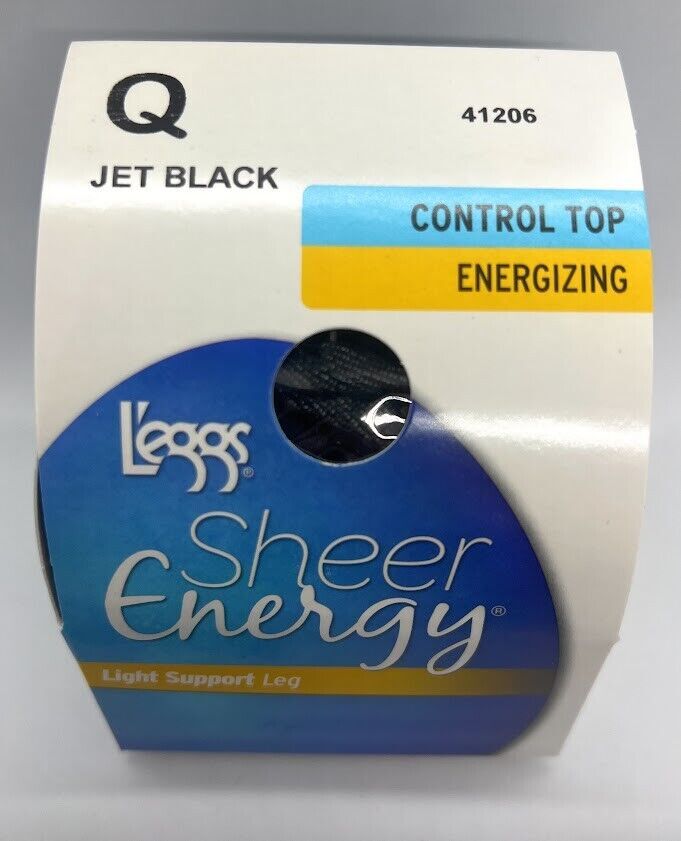 Q
41206
JET BLACK
CONTROL TOP
ENERGIZING
L'eggs®
Sheer
Energy®
Light Support Leg